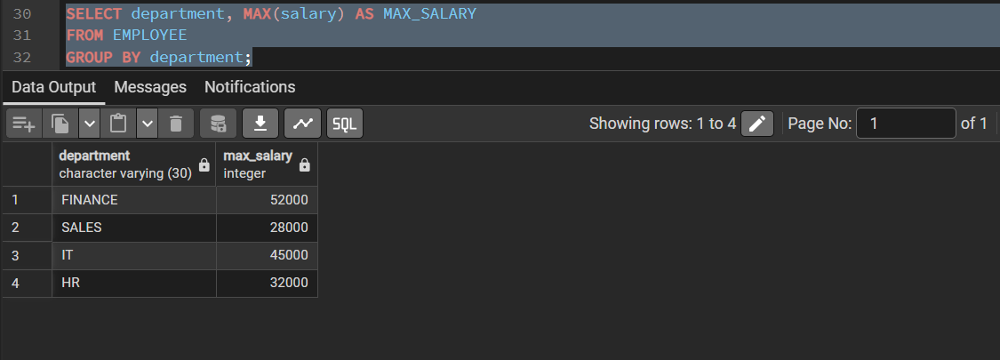 30 SELECT department, MAX(salary) AS MAX_SALARY
31 FROM EMPLOYEE
32 GROUP BY department;
Data Output Messages Notifications
SQL Showing rows: 1 to 4 Page No: 1 of 1
department max_salary
character varying (30) integer
1 FINANCE 52000
2 SALES 28000
3 IT 45000
4 HR 32000